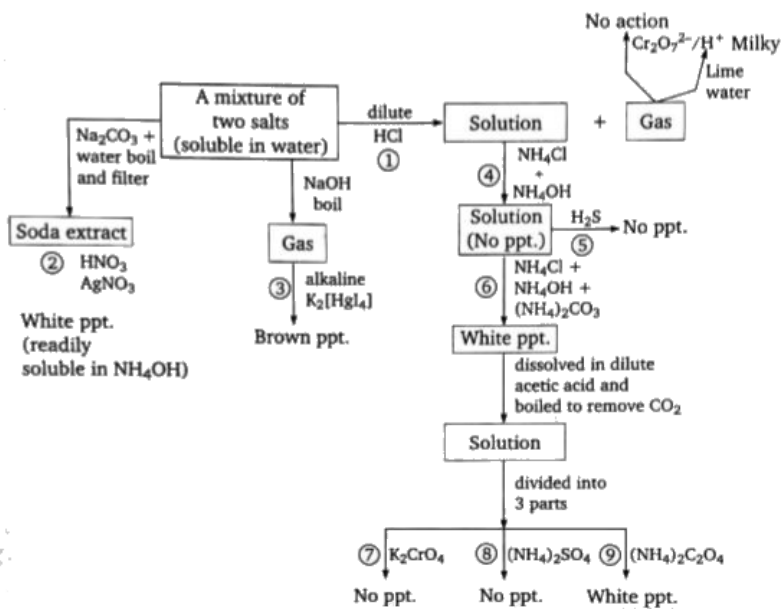 No action
Cr₂O₇²⁻/H⁺ Milky
Lime
water
A mixture of
two salts
(soluble in water)
dilute
HCl
①
Solution
+
Gas
Na₂CO₃ +
water boil
and filter
NaOH
boil
④
NH₄Cl
+
NH₄OH
Soda extract
② HNO₃
AgNO₃
White ppt.
(readily
soluble in NH₄OH)
Gas
③ alkaline
K₂[HgI₄]
Brown ppt.
Solution
(No ppt.)
H₂S
⑤
No ppt.
⑥
NH₄Cl +
NH₄OH +
(NH₄)₂CO₃
White ppt.
dissolved in dilute
acetic acid and
boiled to remove CO₂
Solution
divided into
3 parts
⑦ K₂CrO₄
⑧ (NH₄)₂SO₄
⑨ (NH₄)₂C₂O₄
No ppt.
No ppt.
White ppt.